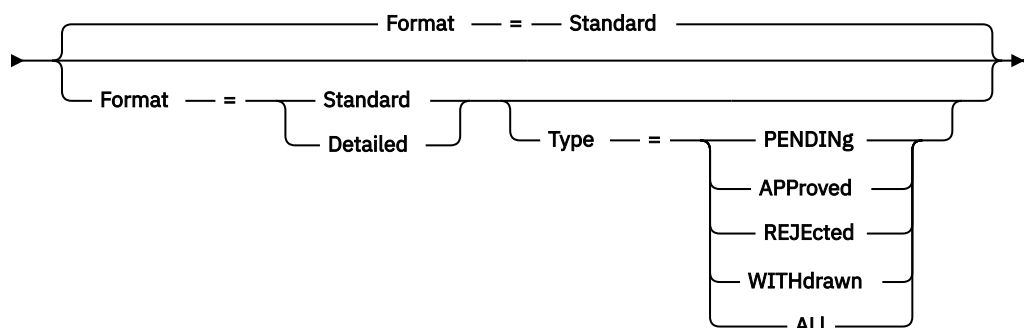 Format = Standard
Format = Standard
Detailed
Type = PENDINg
APProved
REJEcted
WITHdrawn